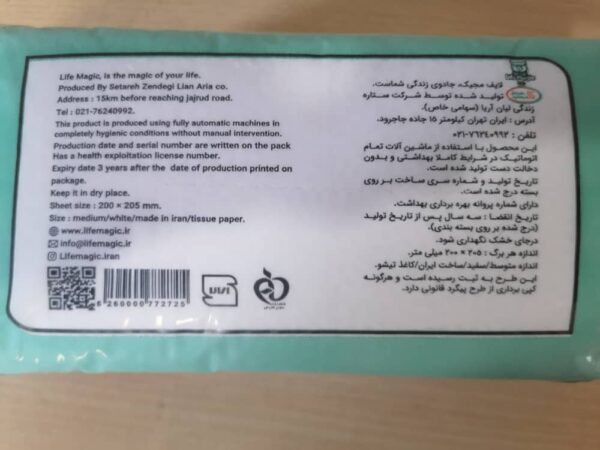 Life Magic, is the magic of your life.
Produced By Setareh Zendegi Lian Aria co.
Address : 15km before reaching jajrud road.
Tel : 021-76240992.
This product is produced using fully automatic machines in
completely hygienic conditions without manual intervention.
Production date and serial number are written on the pack
Has a health exploitation license number.
Expiry date 3 years after the date of production printed on
package.
Keep it in dry place.
Sheet size : 200 × 205 mm.
Size : medium/white/made in iran/tissue paper.
www.lifemagic.ir
info@lifemagic.ir
Lifemagic.iran
6260000772725
لایف مجیک، جادوی زندگی شماست.
تولید شده توسط شرکت ستاره
زندگی لیان آریا (سهامی خاص).
آدرس : ایران تهران کیلومتر ۱۵ جاده جاجرود.
تلفن : ۷۶۲۴۰۹۹۲-۰۲۱
این محصول با استفاده از ماشین آلات تمام
اتوماتیک در شرایط کاملا بهداشتی و بدون
دخالت دست تولید شده است.
تاریخ تولید و شماره سری ساخت بر روی
بسته درج شده است.
دارای شماره پروانه بهره برداری بهداشتی.
تاریخ انقضا : سه سال پس از تاریخ تولید
(درج شده بر روی بسته بندی).
درجای خشک نگهداری شود.
اندازه هر برگ : ۲۰۵ × ۲۰۰ میلی متر.
اندازه متوسط/سفید/ساخت ایران/کاغذ تیشو.
این طرح به ثبت رسیده است و هرگونه
کپی برداری از طرح پیگرد قانونی دارد.